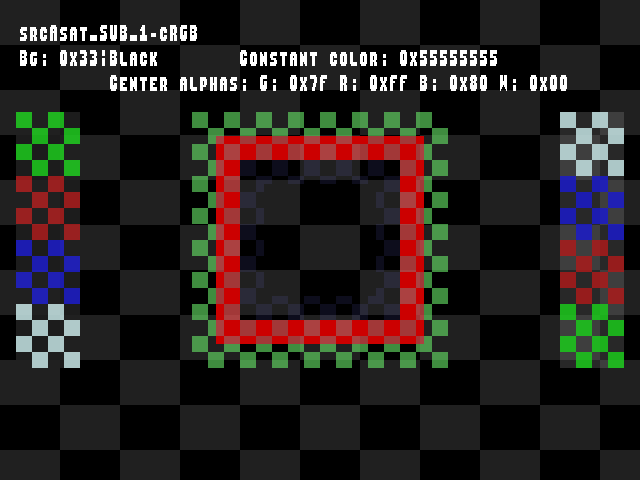 srcAsat_SUB_1-cRGB
Bg: 0x33¦Black Constant color: 0x55555555
Center alphas: G: 0x7f R: 0xff B: 0x80 W: 0x00